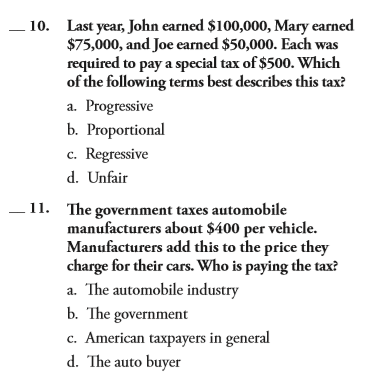 __ 10. Last year, John earned $100,000, Mary earned
$75,000, and Joe earned $50,000. Each was
required to pay a special tax of $500. Which
of the following terms best describes this tax?
a. Progressive
b. Proportional
c. Regressive
d. Unfair
__ 11. The government taxes automobile
manufacturers about $400 per vehicle.
Manufacturers add this to the price they
charge for their cars. Who is paying the tax?
a. The automobile industry
b. The government
c. American taxpayers in general
d. The auto buyer